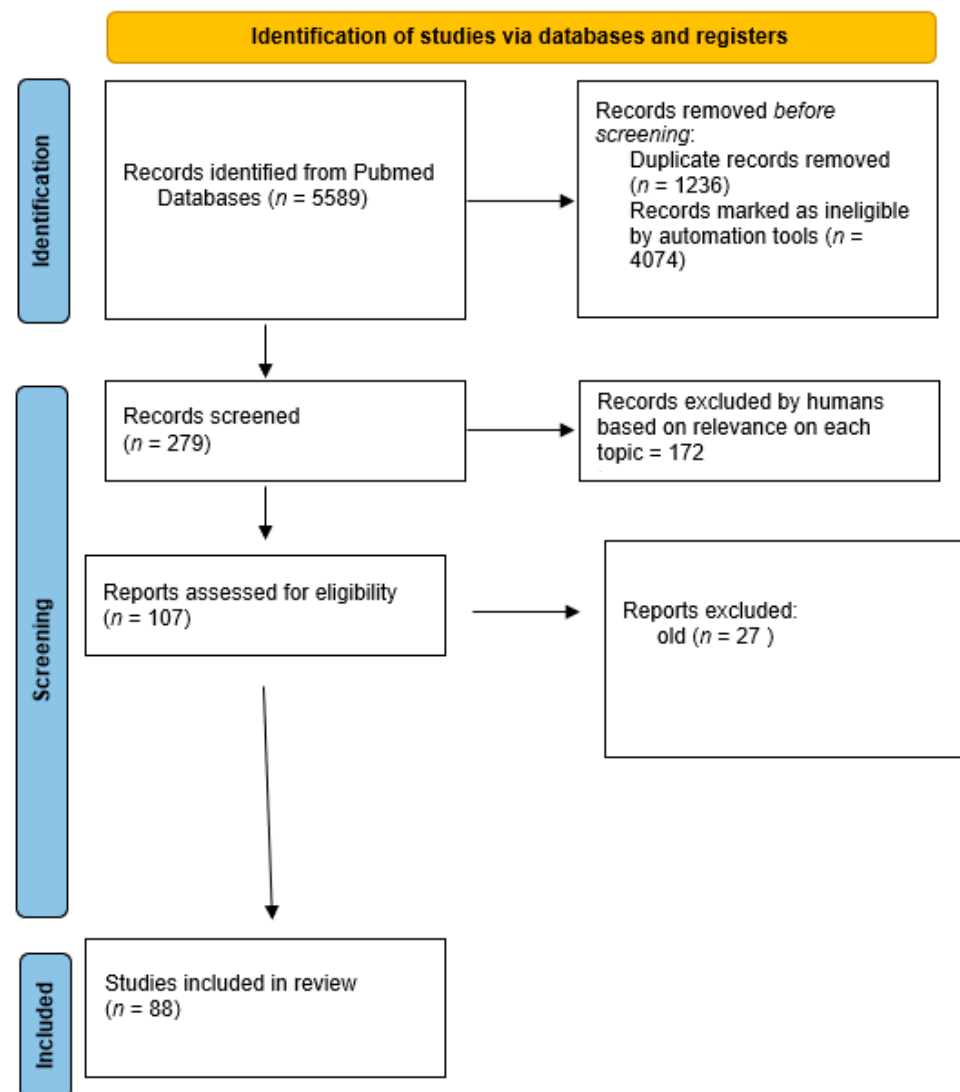 Identification of studies via databases and registers
Identification
Records identified from Pubmed
Databases (n = 5589)
Records removed before
screening:
Duplicate records removed
(n = 1236)
Records marked as ineligible
by automation tools (n =
4074)
Screening
Records screened
(n = 279)
Records excluded by humans
based on relevance on each
topic = 172
Reports assessed for eligibility
(n = 107)
Reports excluded:
old (n = 27 )
Included
Studies included in review
(n = 88)